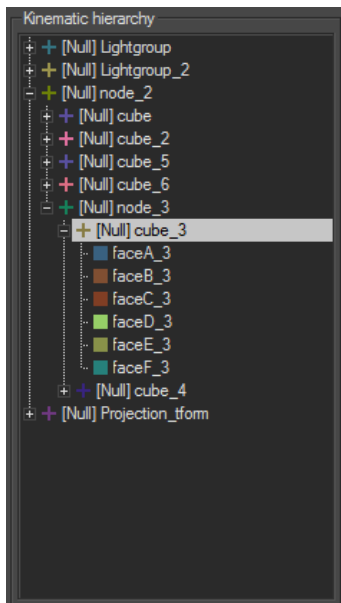 Kinematic hierarchy
[Null] Lightgroup
[Null] Lightgroup_2
[Null] node_2
[Null] cube
[Null] cube_2
[Null] cube_5
[Null] cube_6
[Null] node_3
[Null] cube_3
faceA_3
faceB_3
faceC_3
faceD_3
faceE_3
faceF_3
[Null] cube_4
[Null] Projection_tform